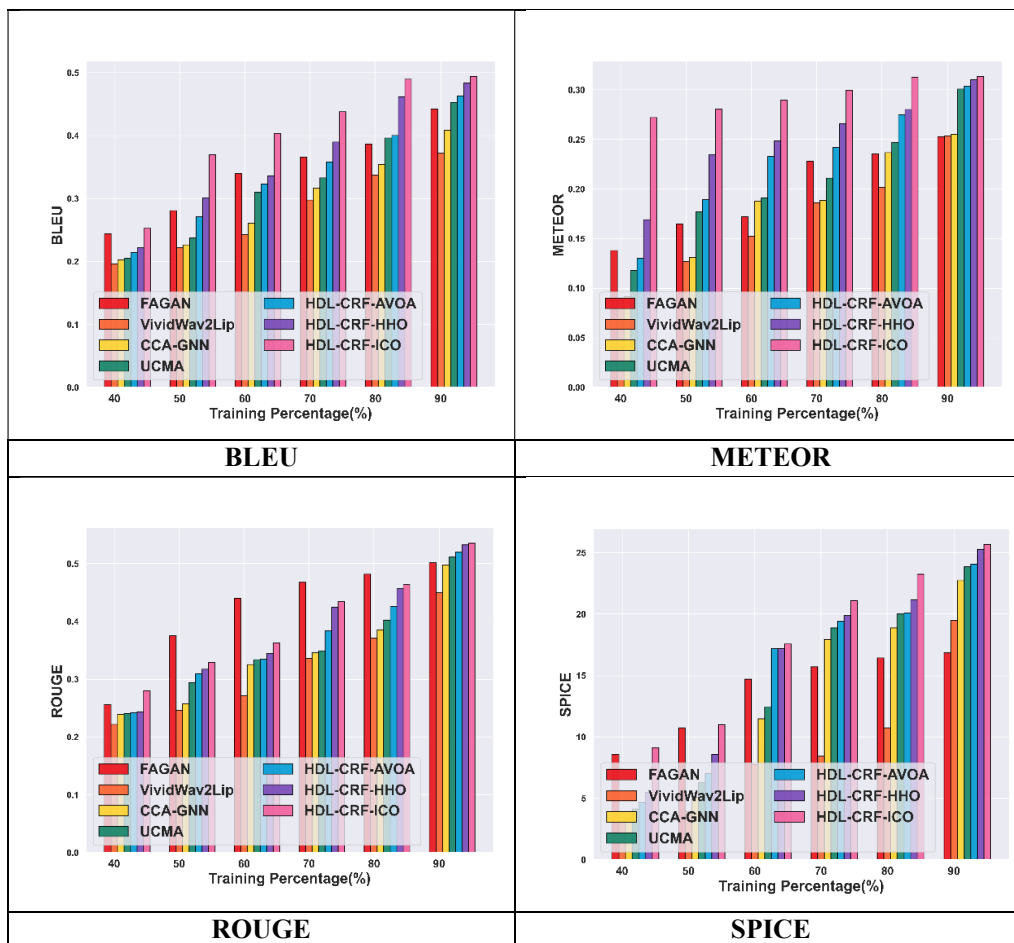 0.5
0.4
0.3
0.2
0.1
0.0
BLEU
FAGAN
VividWav2Lip
CCA-GNN
UCMA
HDL-CRF-AVOA
HDL-CRF-HHO
HDL-CRF-ICO
40 50 60 70 80 90
Training Percentage(%)
BLEU
0.30
0.25
0.20
0.15
0.10
0.05
0.00
METEOR
FAGAN
VividWav2Lip
CCA-GNN
UCMA
HDL-CRF-AVOA
HDL-CRF-HHO
HDL-CRF-ICO
40 50 60 70 80 90
Training Percentage(%)
METEOR
0.5
0.4
0.3
0.2
0.1
0.0
ROUGE
FAGAN
VividWav2Lip
CCA-GNN
UCMA
HDL-CRF-AVOA
HDL-CRF-HHO
HDL-CRF-ICO
40 50 60 70 80 90
Training Percentage(%)
ROUGE
25
20
15
10
5
0
SPICE
FAGAN
VividWav2Lip
CCA-GNN
UCMA
HDL-CRF-AVOA
HDL-CRF-HHO
HDL-CRF-ICO
40 50 60 70 80 90
Training Percentage(%)
SPICE